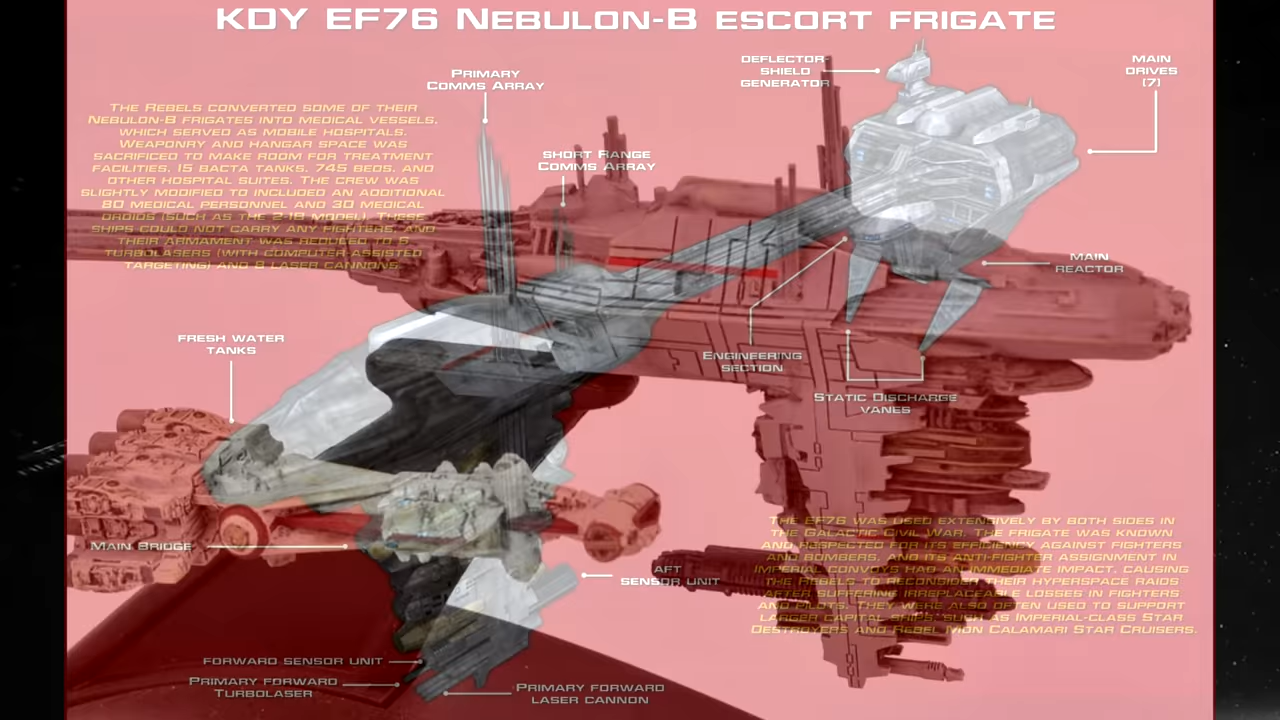 KDY EF76 Nebulon-B escort frigate
Primary
Comms Array
Deflector
Shield
Generator
Main
Drives
(7)
Short Range
Comms Array
The Rebels converted some of their
Nebulon-B frigates into medical vessels,
which served as mobile hospitals.
Weaponry and hangar space was
sacrificed to make room for treatment
facilities, 15 bacta tanks, 745 beds, and
other hospital suites. The crew was
slightly modified to included an additional
80 medical personnel and 30 medical
droids (such as the 2-1B model). These
ships could not carry any fighters, and
their armament was reduced to 6
turbolasers (with computer-assisted
targeting) and 8 laser cannons.
Main
Reactor
Fresh Water
Tanks
Engineering
Section
Static Discharge
Vanes
Main Bridge
Aft
Sensor Unit
The EF76 was used extensively by both sides in
the Galactic Civil War. The frigate was known
and respected for its efficiency against fighters
and bombers, and its anti-fighter assignment in
Imperial convoys had an immediate impact, causing
the Rebels to reconsider their hyperspace raids
after suffering irreplaceable losses in fighters
and pilots. They were also often used to support
larger capital ships, such as Imperial-class Star
Destroyers and Rebel Mon Calamari Star Cruisers.
Forward Sensor Unit
Primary Forward
Turbolaser
Primary Forward
Laser Cannon